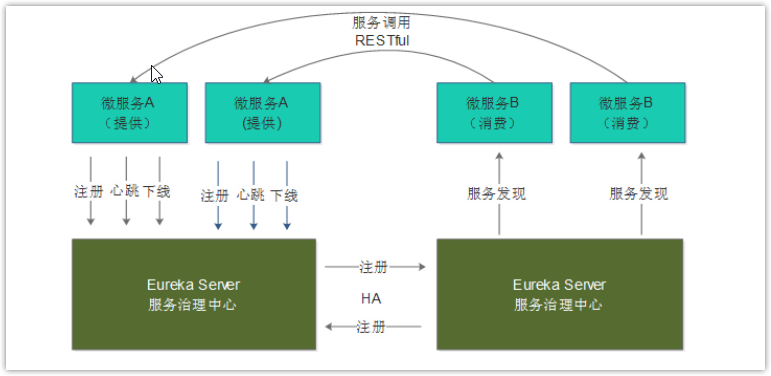 服务调用
RESTful
微服务A
（提供）
微服务A
(提供)
微服务B
（消费）
微服务B
（消费）
注册
心跳
下线
注册
心跳
下线
服务发现
服务发现
Eureka Server
服务治理中心
注册
HA
注册
Eureka Server
服务治理中心